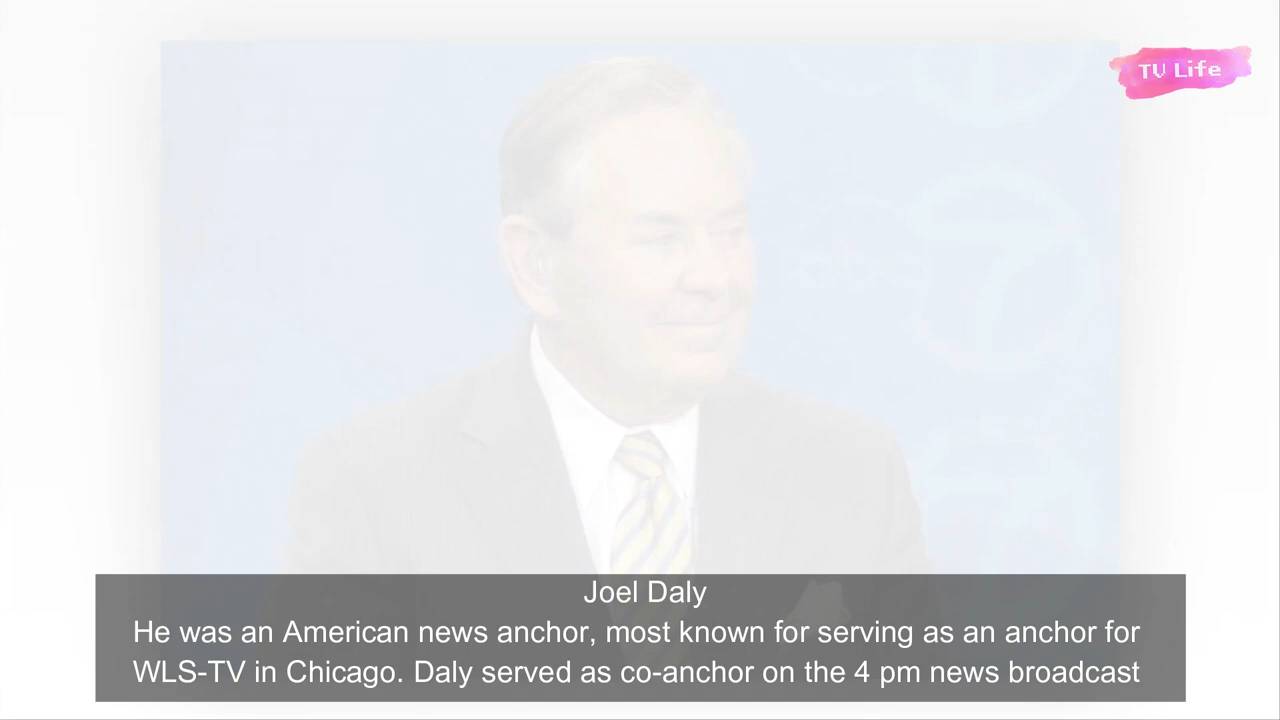 TV Life
Joel Daly
He was an American news anchor, most known for serving as an anchor for
WLS-TV in Chicago. Daly served as co-anchor on the 4 pm news broadcast